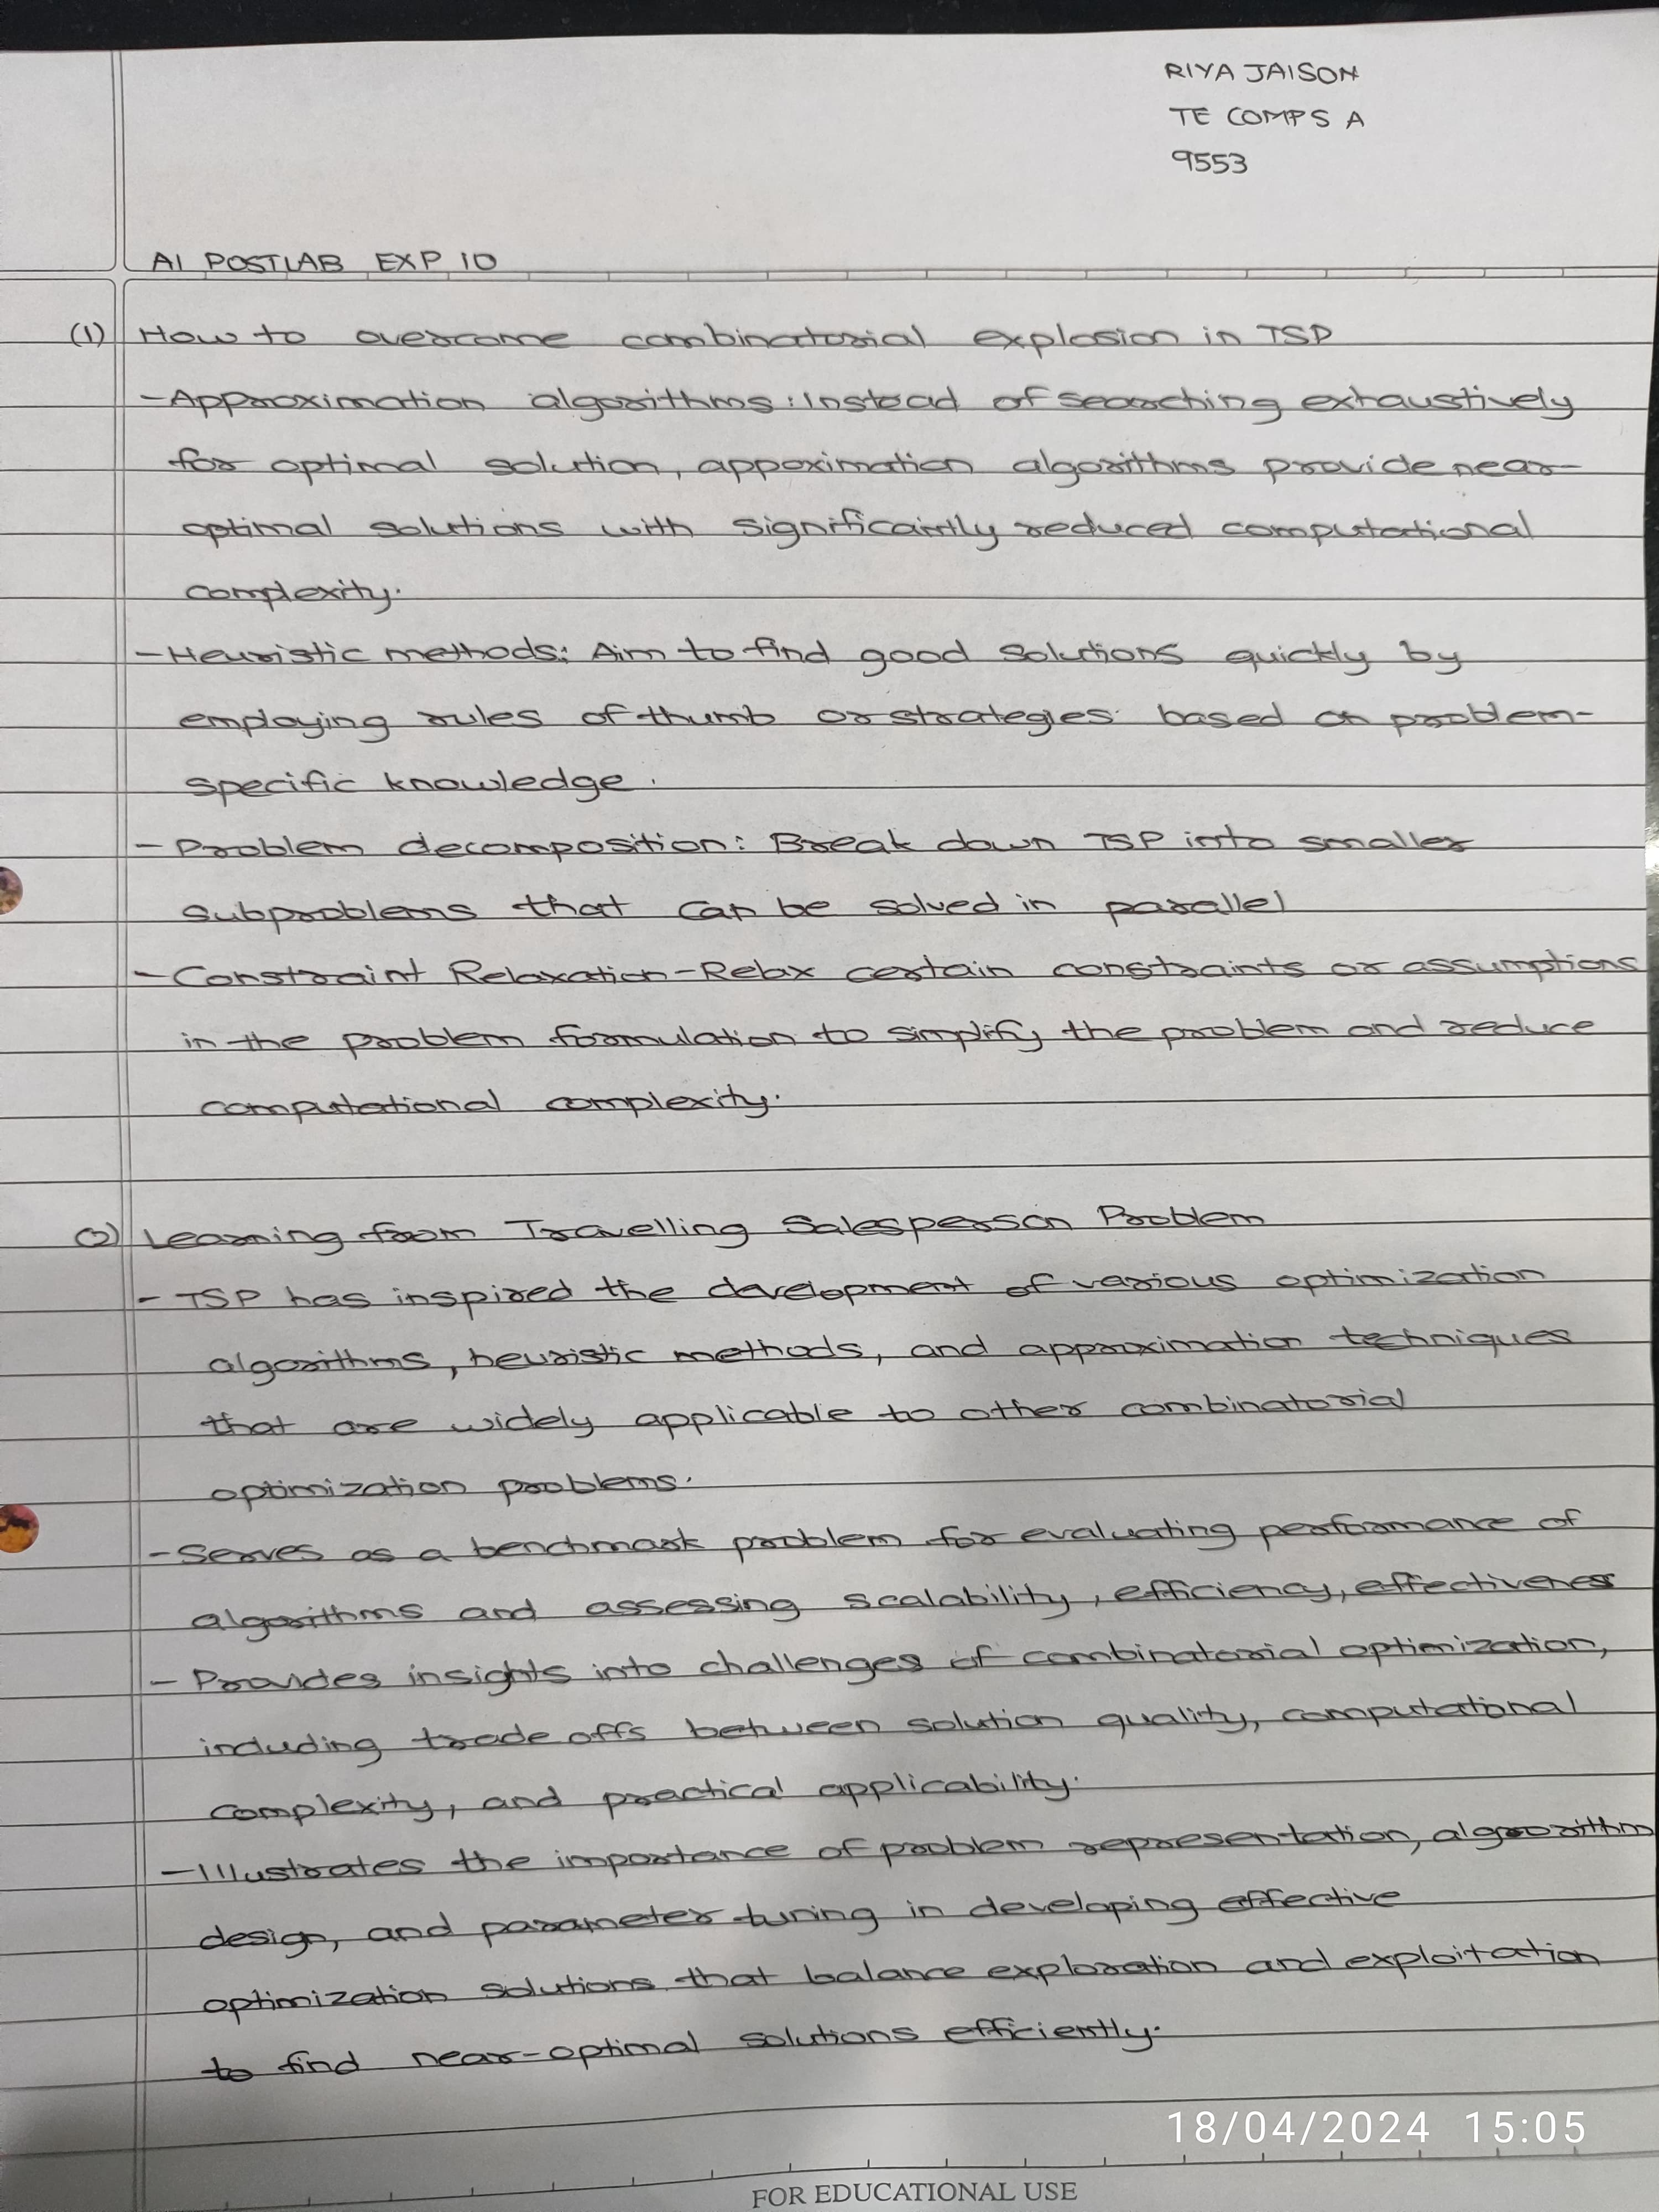 RIYA JAISON
TE COMPS A
9553
AI POSTLAB EXP 10
(1) How to overcome combinatorial explosion in TSP
- Approximation algorithms: Instead of searching exhaustively
for optimal solution, appoximation algorithms provide near-
optimal solutions with significantly reduced computational
complexity.
- Heuristic methods: Aim to find good solutions quickly by
employing rules of thumb or strategies based on problem-
specific knowledge.
- Problem decomposition: Break down TSP into smaller
subproblems that can be solved in parallel
- Constraint Relaxation - Relax certain constraints or assumptions
in the problem formulation to simplify the problem and reduce
computational complexity.
(2) Learning from Travelling Salesperson Problem
- TSP has inspired the development of various optimization
algorithms, heuristic methods, and approximation techniques
that are widely applicable to other combinatorial
optimization problems.
- Serves as a benchmark problem for evaluating performance of
algorithms and assessing scalability, efficiency, effectiveness
- Provides insights into challenges of combinatorial optimization,
including trade offs between solution quality, computational
complexity, and practical applicability.
- Illustrates the importance of problem representation, algorithm
design, and parameter tuning in developing effective
optimization solutions that balance exploration and exploitation
to find near-optimal solutions efficiently.
18/04/2024 15:05
FOR EDUCATIONAL USE